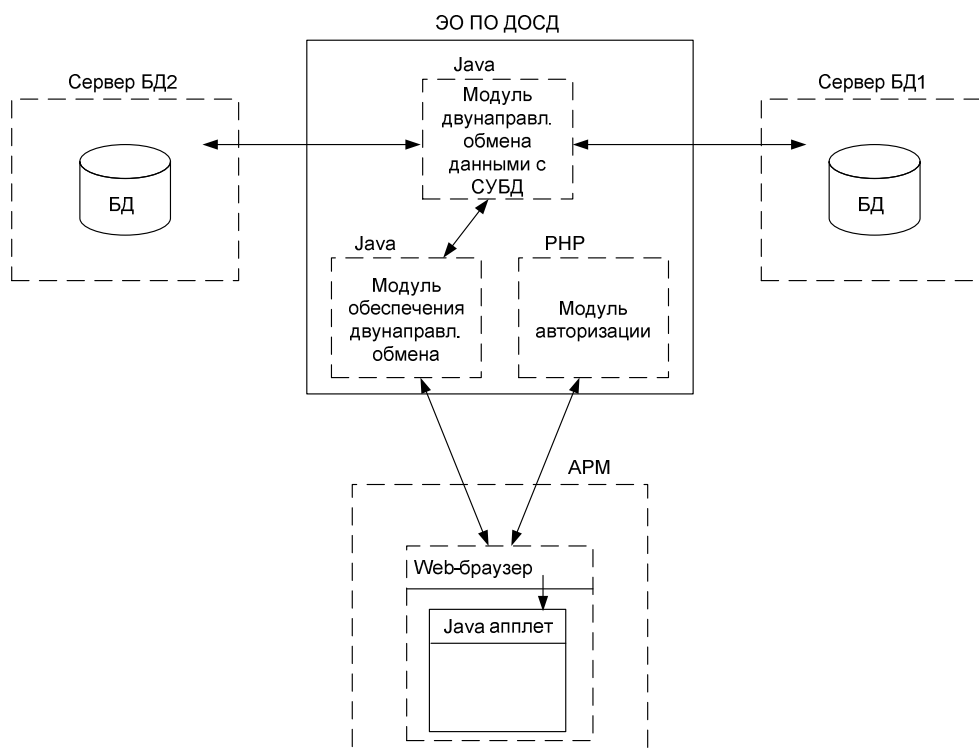 ЭО ПО ДОСД
Java
Сервер БД2
Сервер БД1
Модуль
двунаправл.
обмена
данными с
СУБД
БД
БД
Java
PHP
Модуль
обеспечения
двунаправл.
обмена
Модуль
авторизации
АРМ
Web-браузер
Java апплет